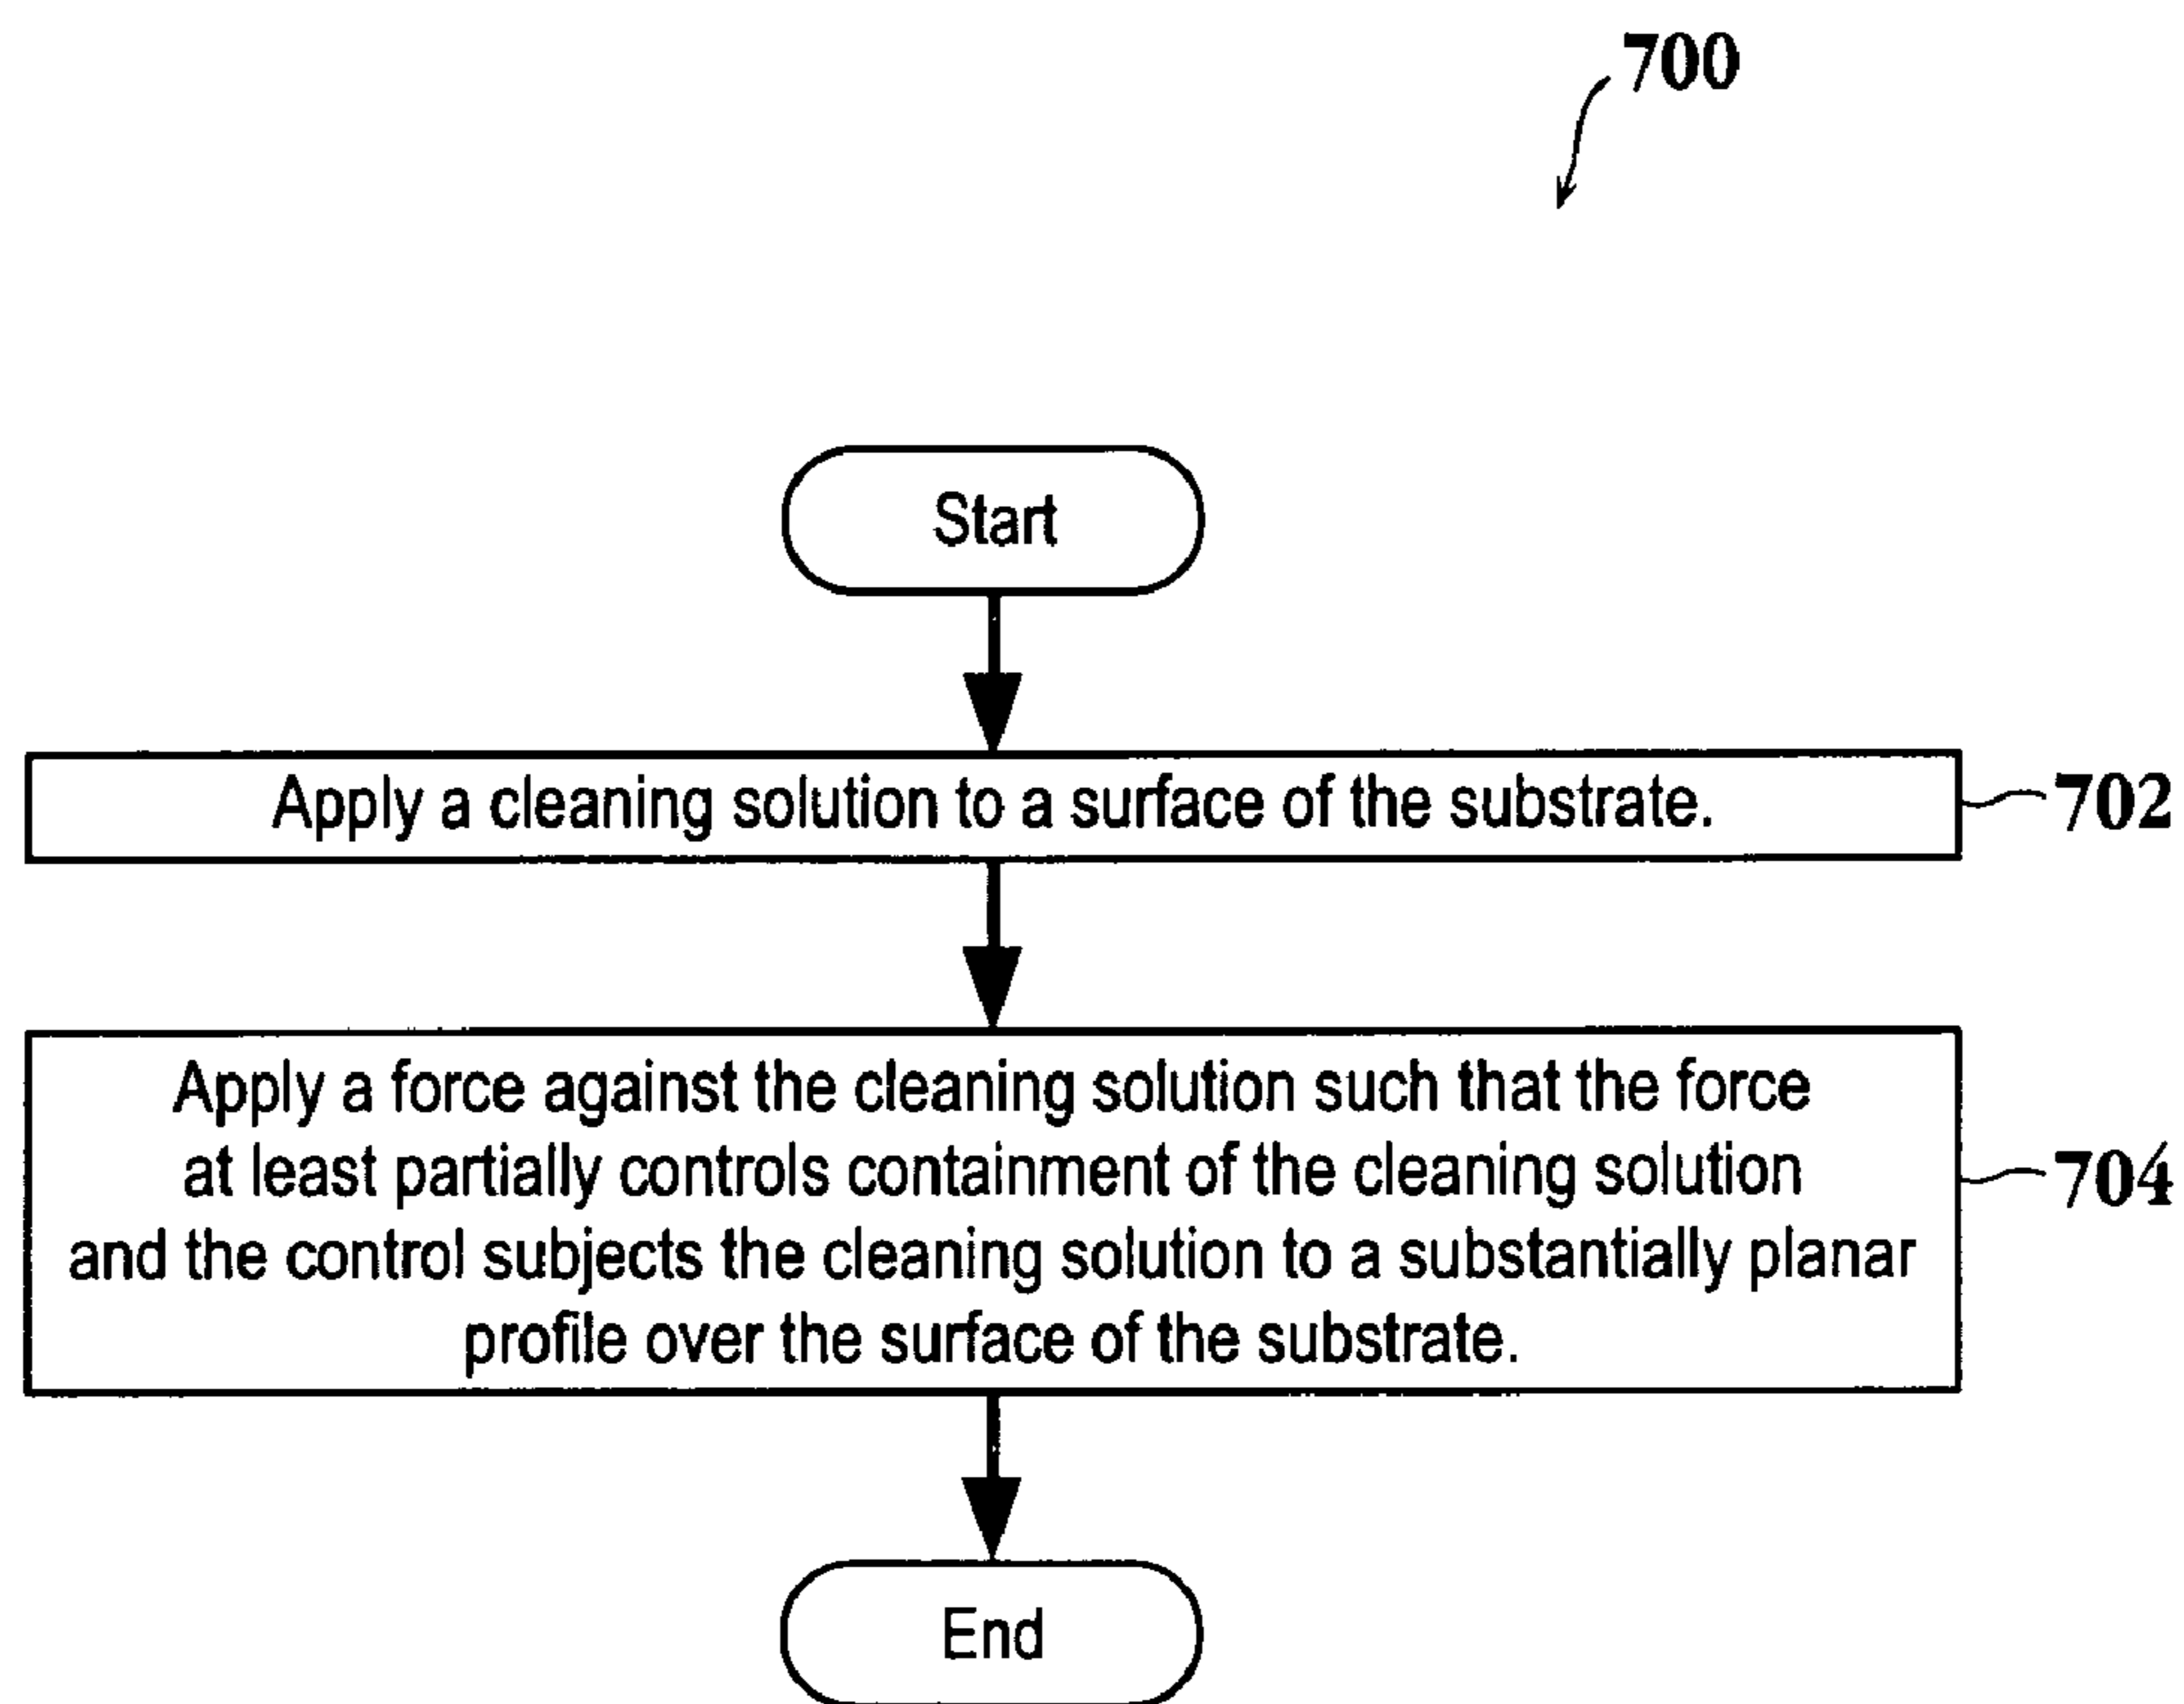 700
Start
Apply a cleaning solution to a surface of the substrate.
702
Apply a force against the cleaning solution such that the force
at least partially controls containment of the cleaning solution
and the control subjects the cleaning solution to a substantially planar
profile over the surface of the substrate.
704
End